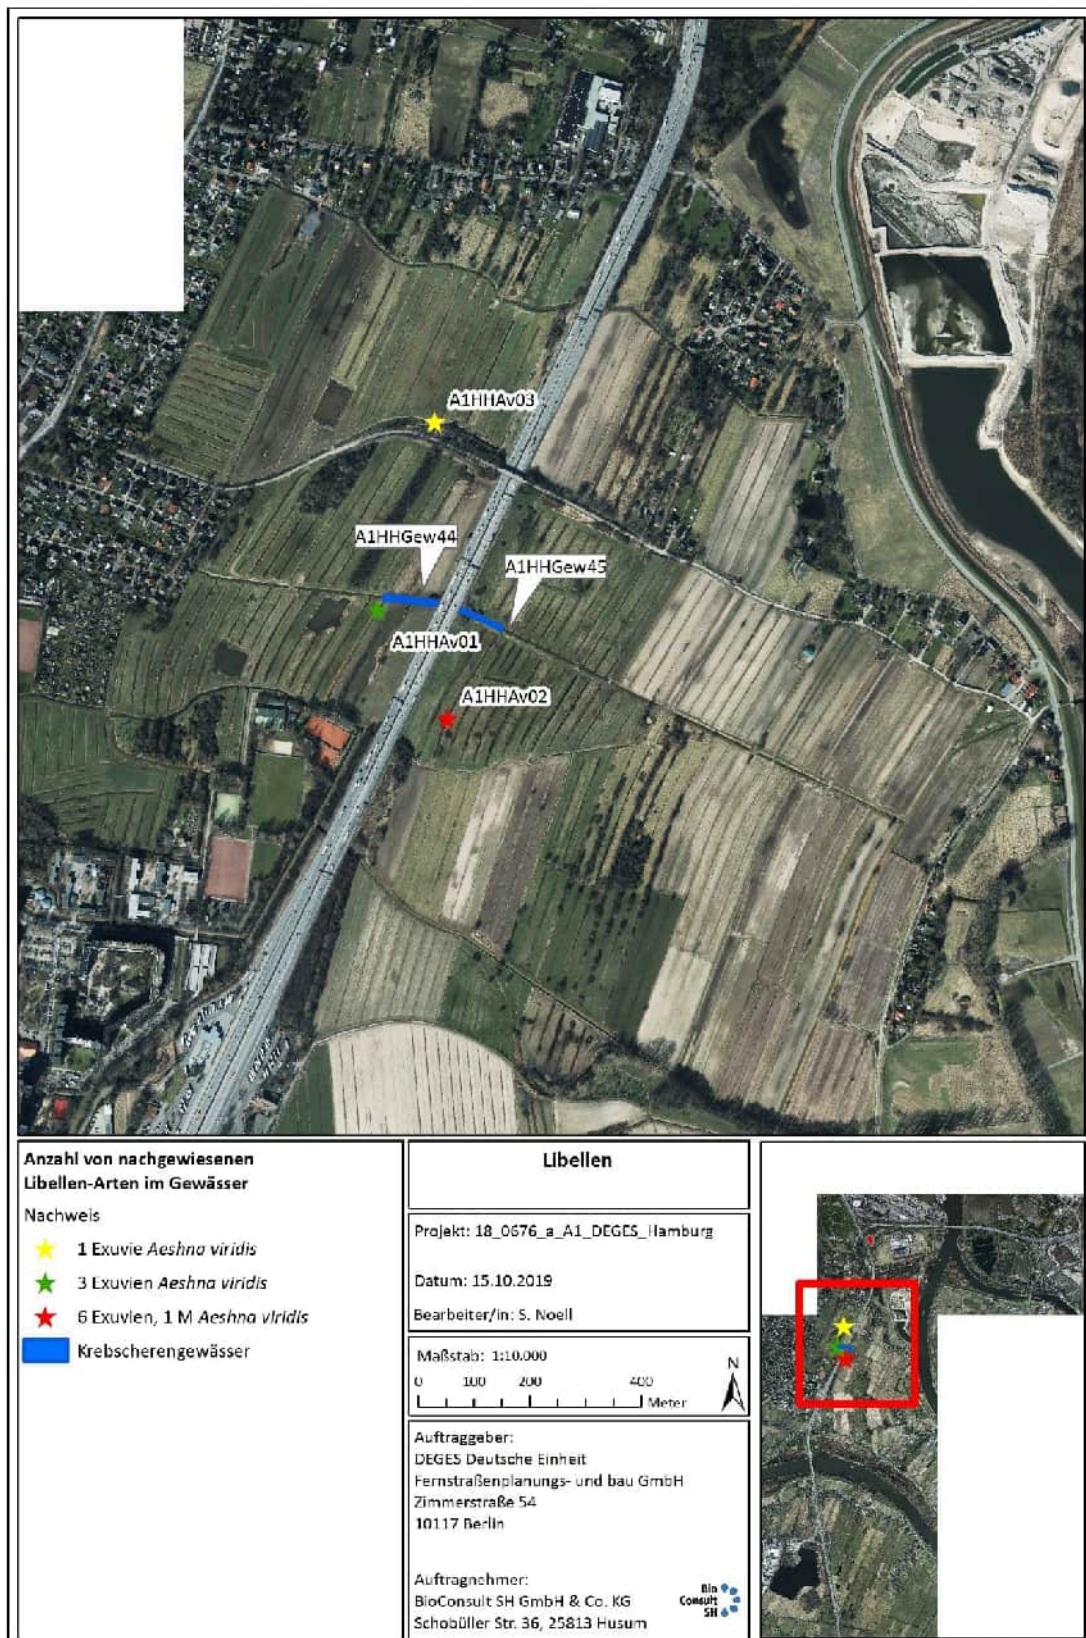 A1HHAv03
A1HHGew44
A1HHGew45
A1HHAv01
A1HHAv02
Anzahl von nachgewiesenen
Libellen-Arten im Gewässer
Nachweis
1 Exuvie Aeshna viridis
3 Exuvien Aeshna viridis
6 Exuvien, 1 M Aeshna viridis
Krebscherengewässer
Libellen
Projekt: 18_0676_a_A1_DEGES_Hamburg
Datum: 15.10.2019
Bearbeiter/in: S. Noell
Maßstab: 1:10.000
N
0 100 200 400
Meter
Auftraggeber:
DEGES Deutsche Einheit
Fernstraßenplanungs- und bau GmbH
Zimmerstraße 54
10117 Berlin
Auftragnehmer:
BioConsult SH GmbH & Co. KG
Schobüller Str. 36, 25813 Husum
Bio
Consult
SH